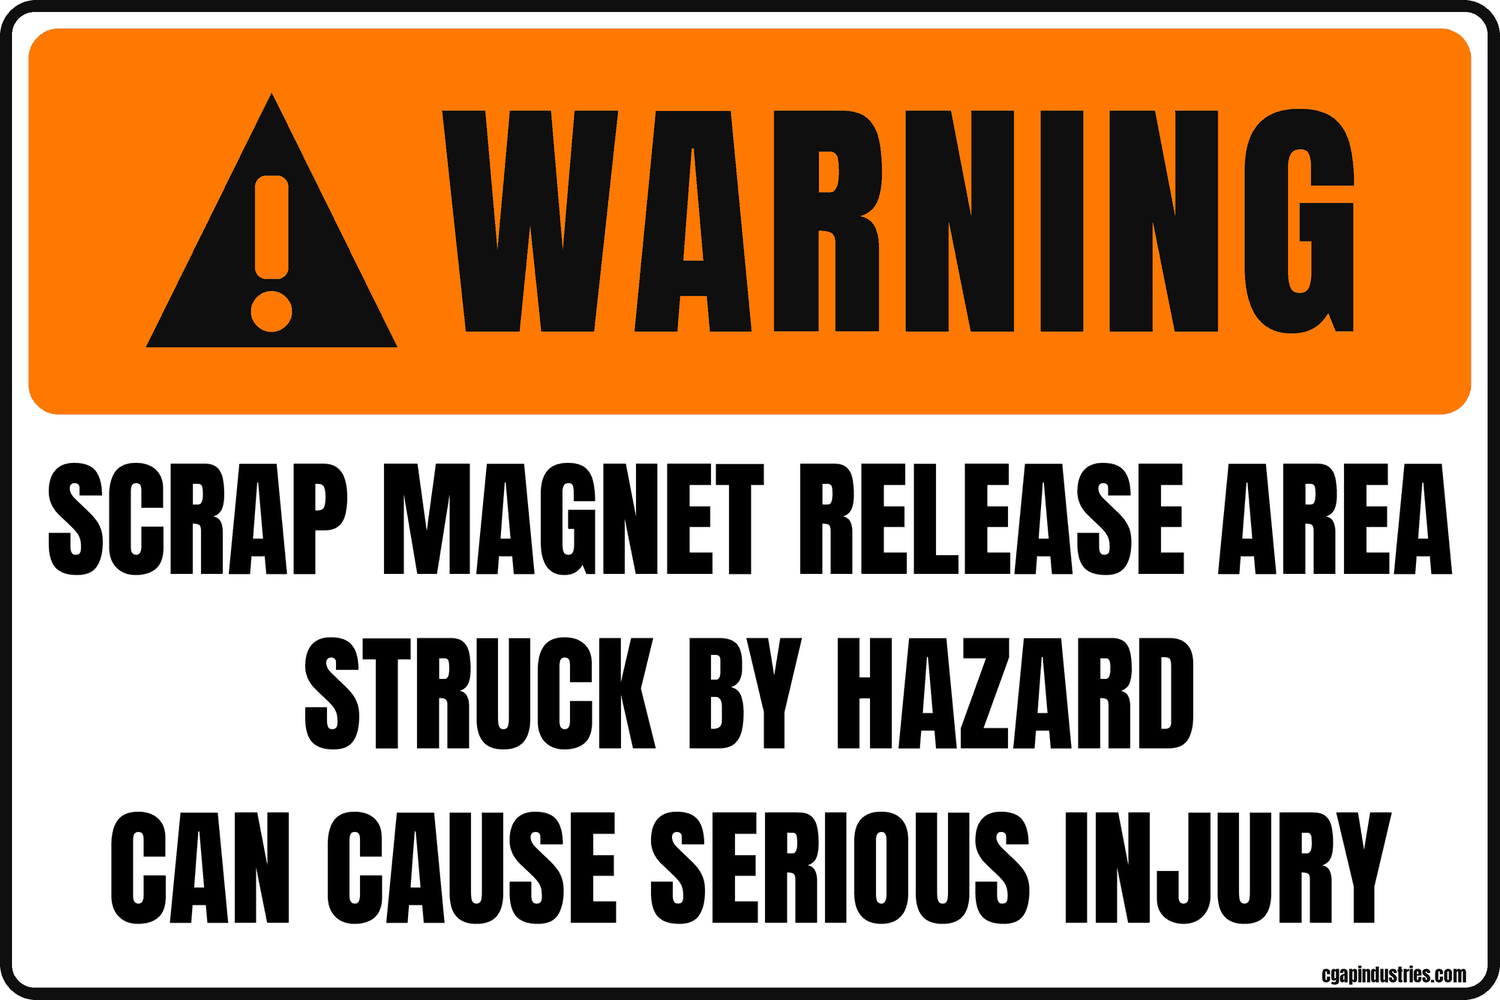 WARNING
SCRAP MAGNET RELEASE AREA
STRUCK BY HAZARD
CAN CAUSE SERIOUS INJURY
cgapindustries.com